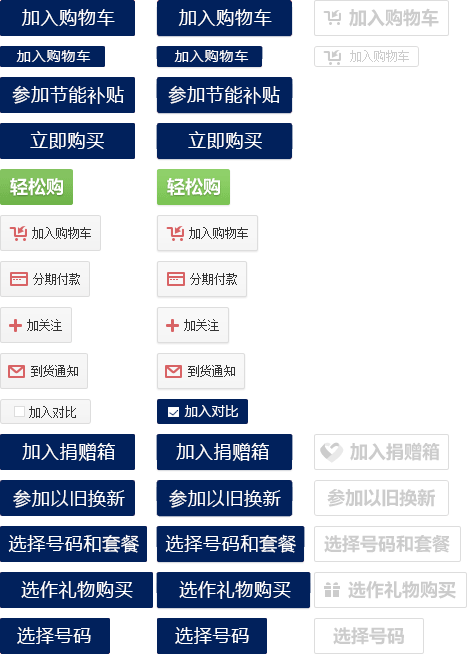 加入购物车 加入购物车 加入购物车
加入购物车 加入购物车 加入购物车
参加节能补贴 参加节能补贴
立即购买 立即购买
轻松购 轻松购
加入购物车 加入购物车
分期付款 分期付款
加关注 加关注
到货通知 到货通知
加入对比 加入对比
加入捐赠箱 加入捐赠箱 加入捐赠箱
参加以旧换新 参加以旧换新 参加以旧换新
选择号码和套餐 选择号码和套餐 选择号码和套餐
选作礼物购买 选作礼物购买 选作礼物购买
选择号码 选择号码 选择号码